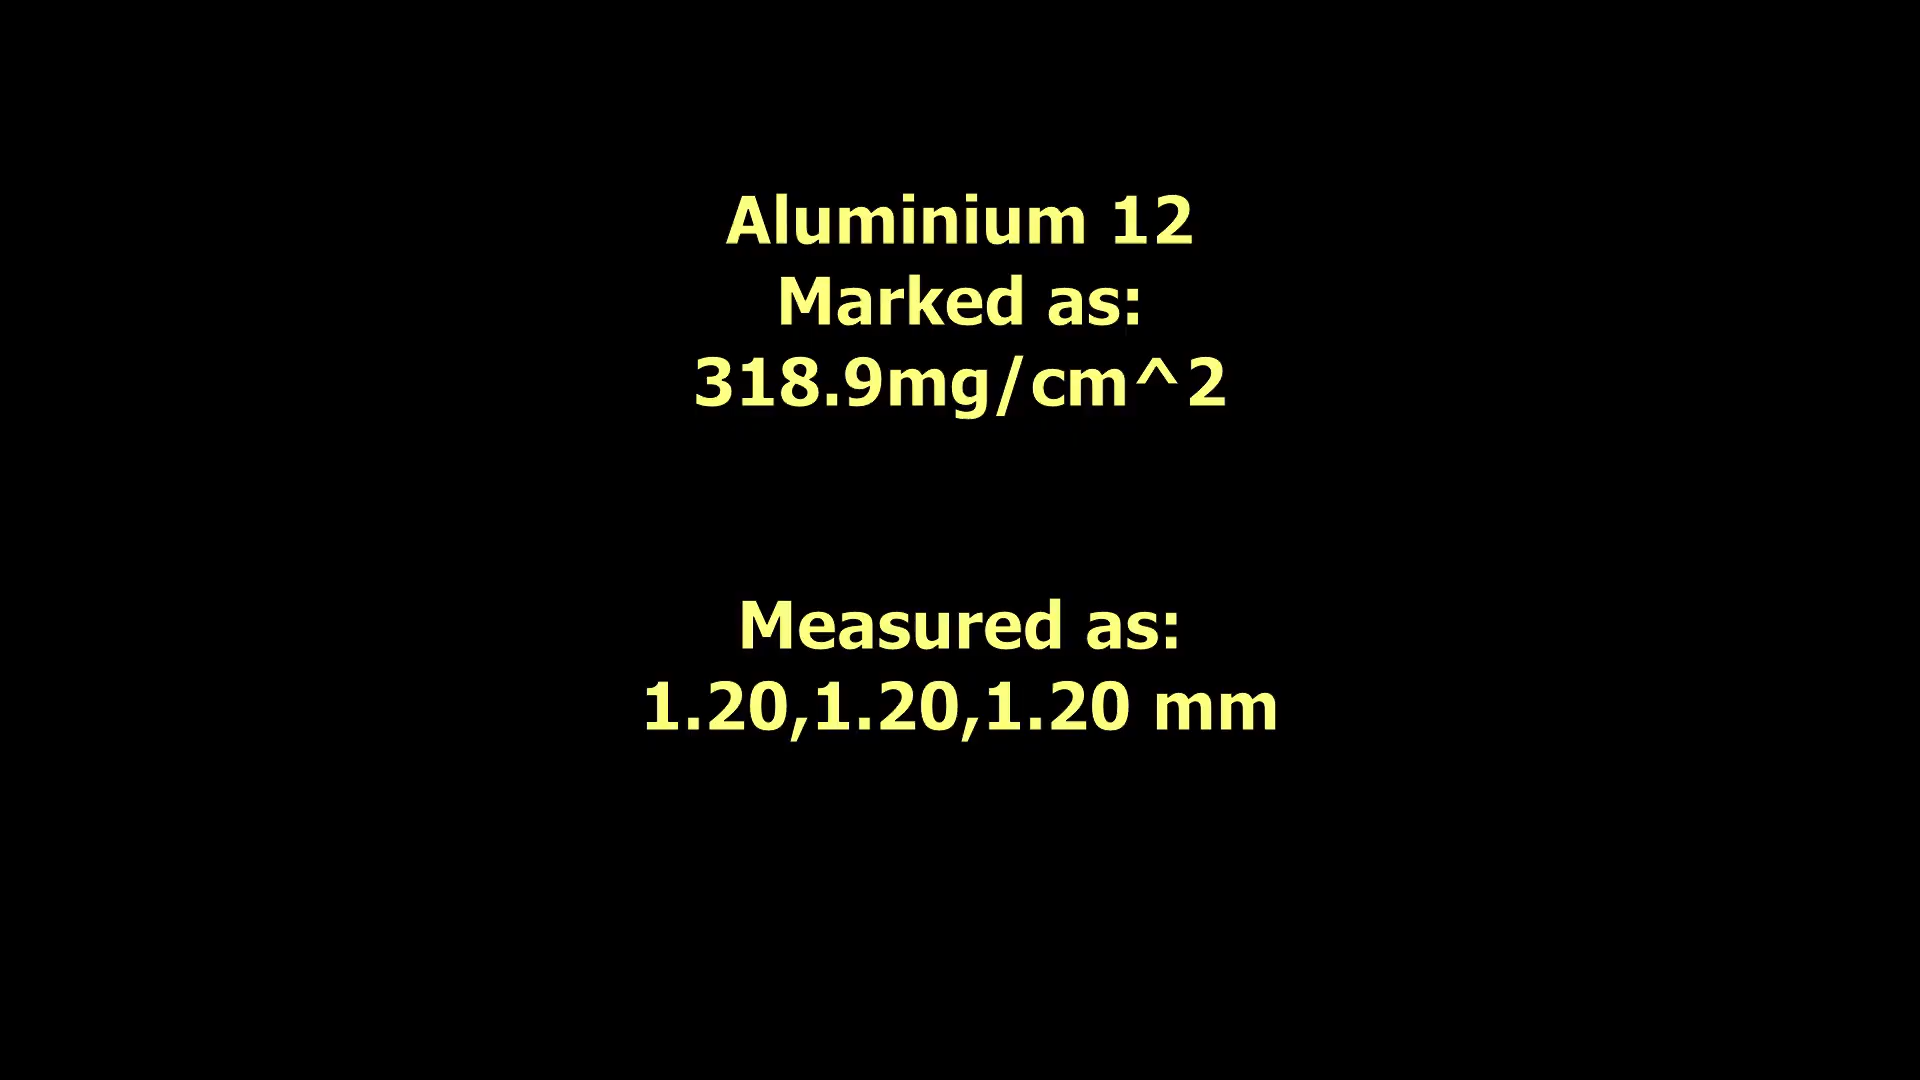 Aluminium 12
Marked as:
318.9mg/cm^2
Measured as:
1.20,1.20,1.20 mm